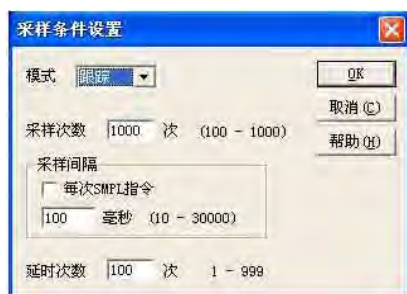 采样条件设置
模式 跟踪
OK
取消(C)
采样次数 1000 次 (100 - 1000)
帮助(H)
采样间隔
每次SMPL指令
100 毫秒 (10 - 30000)
延时次数 100 次 1 - 999